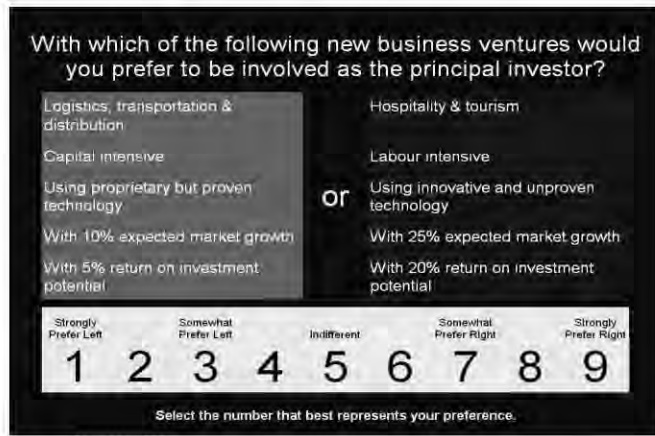 With which of the following new business ventures would
you prefer to be involved as the principal investor?
Logistics, transportation &
distribution
Capital intensive
Using proprietary but proven
technology
With 10% expected market growth
With 5% return on investment
potential
or
Hospitality & tourism
Labour intensive
Using innovative and unproven
technology
With 25% expected market growth
With 20% return on investment
potential
Strongly
Prefer Left
Somewhat
Prefer Left
Indifferent
Somewhat
Prefer Right
Strongly
Prefer Right
1 2 3 4 5 6 7 8 9
Select the number that best represents your preference.